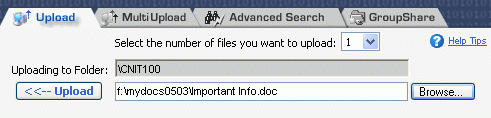 Upload MultiUpload Advanced Search GroupShare
Select the number of files you want to upload: 1 Help Tips
Uploading to Folder: \CNIT100
<<-- Upload f:\mydocs0503\Important Info.doc Browse...